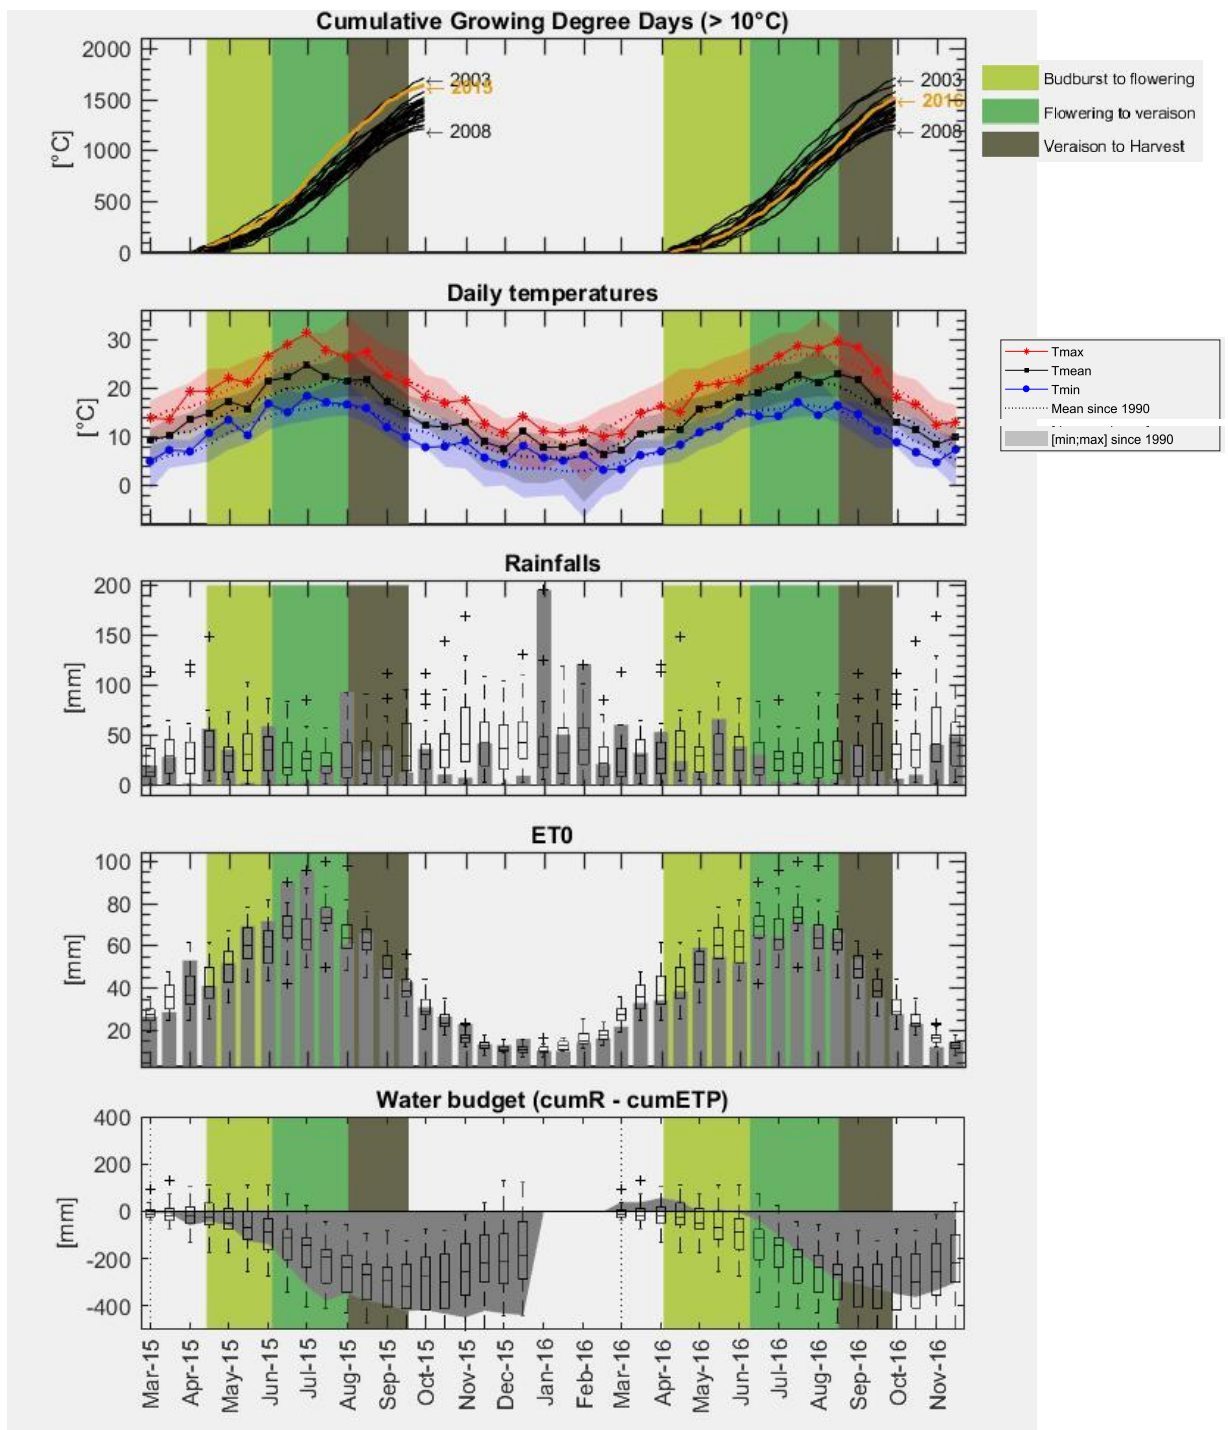 Cumulative Growing Degree Days (> 10°C)
2000
1500
1000
500
0
[°C]
← 2003
← 2015
← 2008
← 2003
← 2016
← 2008
Budburst to flowering
Flowering to veraison
Veraison to Harvest
Daily temperatures
30
20
10
0
[°C]
Tmax
Tmean
Tmin
Mean since 1990
[min;max] since 1990
Rainfalls
200
150
100
50
0
[mm]
ET0
100
80
60
40
20
[mm]
Water budget (cumR - cumETP)
400
200
0
-200
-400
[mm]
Mar-15
Apr-15
May-15
Jun-15
Jul-15
Aug-15
Sep-15
Oct-15
Nov-15
Dec-15
Jan-16
Feb-16
Mar-16
Apr-16
May-16
Jun-16
Jul-16
Aug-16
Sep-16
Oct-16
Nov-16